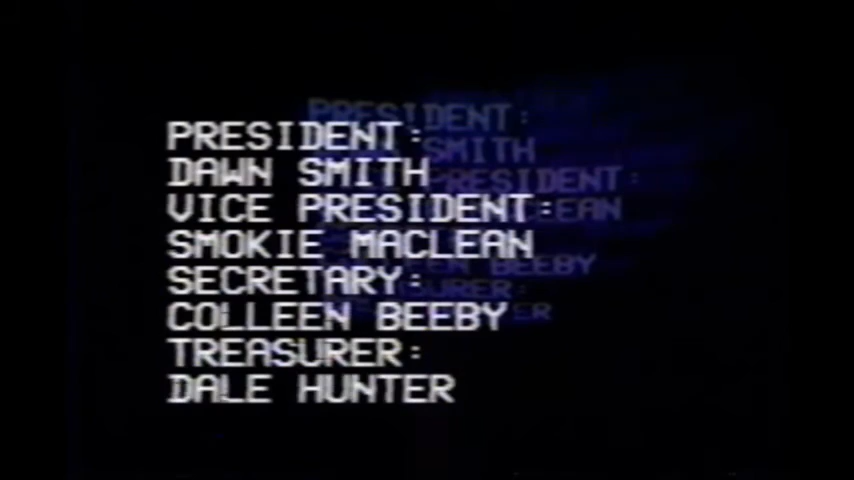 PRESIDENT:
DAWN SMITH
VICE PRESIDENT:
SMOKIE MACLEAN
SECRETARY:
COLLEEN BEEBY
TREASURER:
DALE HUNTER